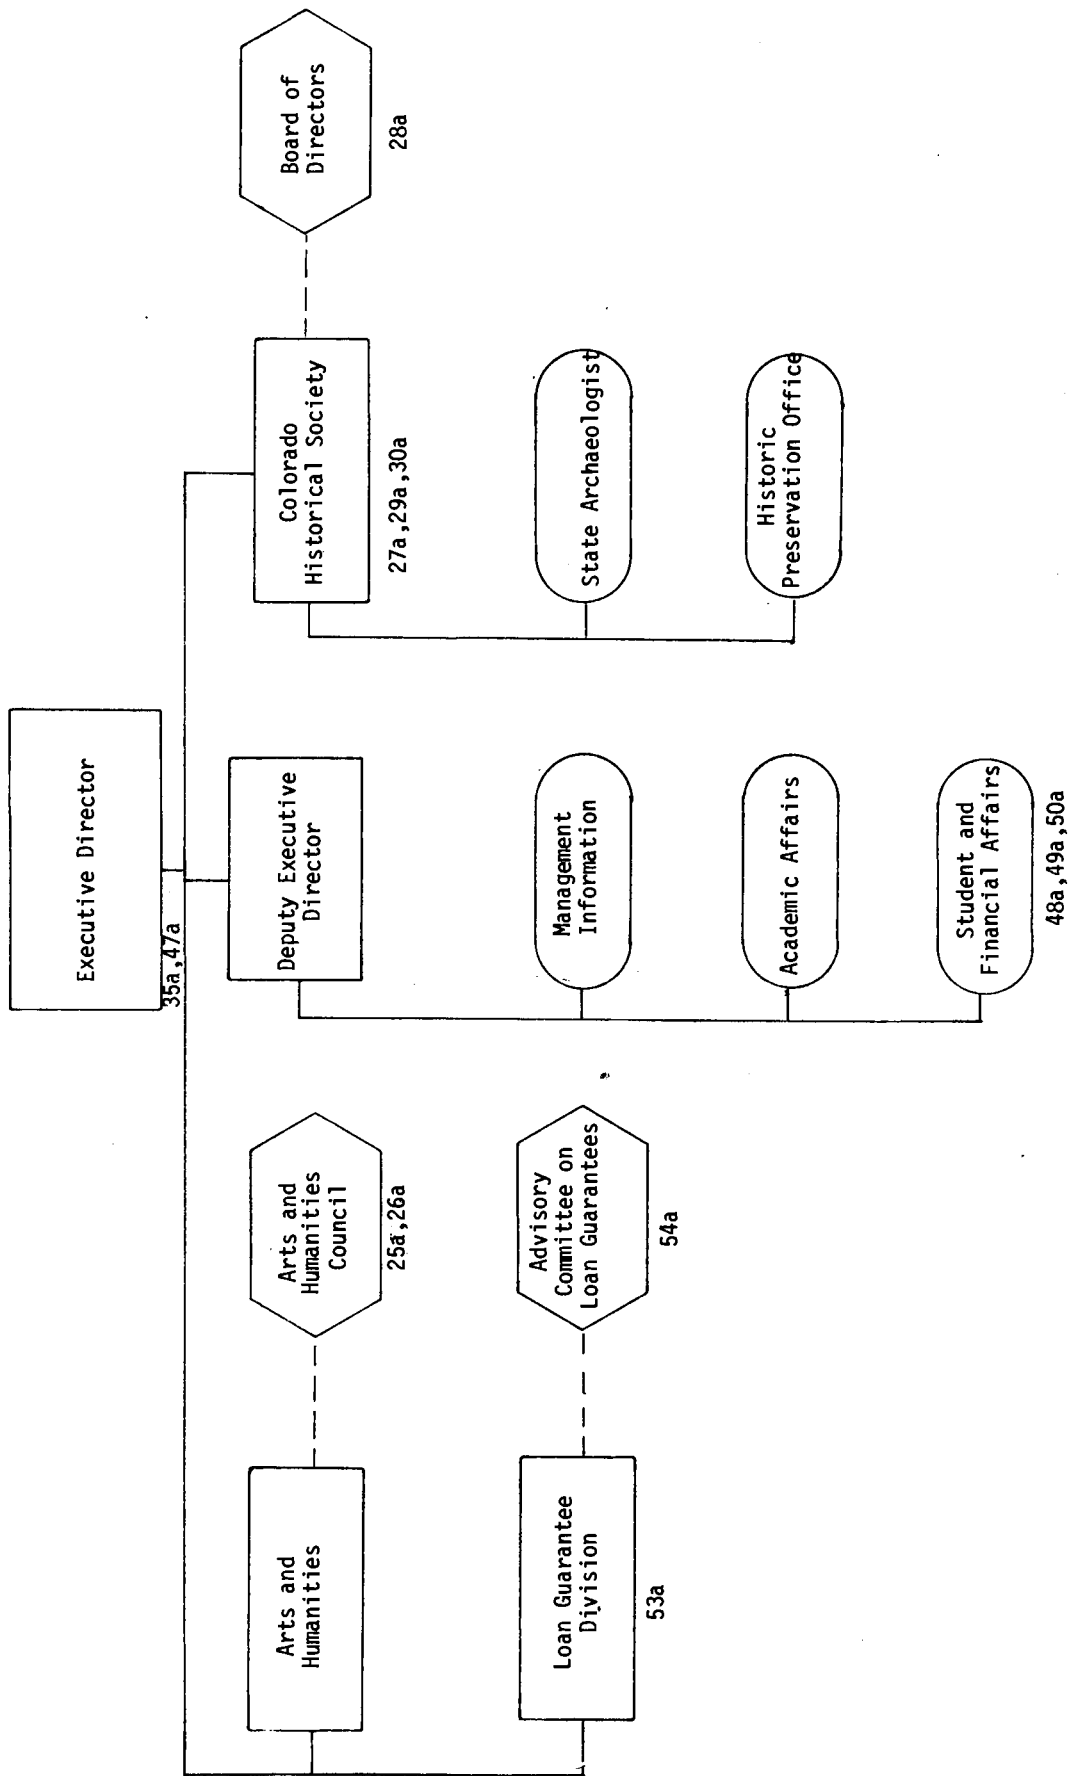 Executive Director
35a,47a
Arts and
Humanities
Arts and
Humanities
Council
25a,26a
Deputy Executive
Director
Colorado
Historical Society
27a,29a,30a
Board of
Directors
28a
Loan Guarantee
Division
53a
Advisory
Committee on
Loan Guarantees
54a
Management
Information
Academic Affairs
Student and
Financial Affairs
48a,49a,50a
State Archaeologist
Historic
Preservation Office